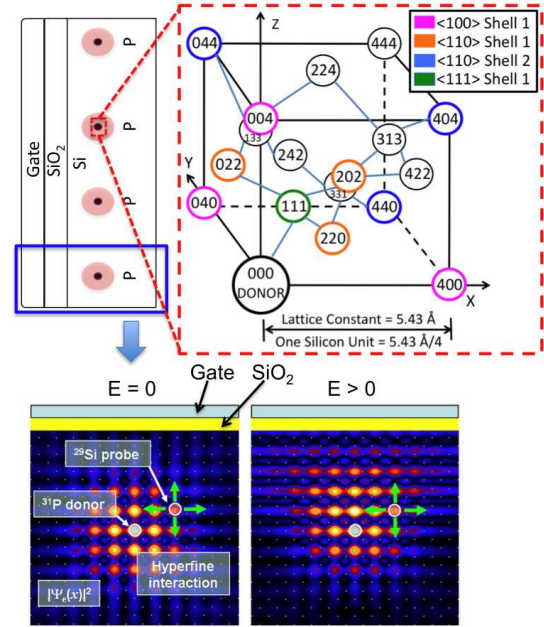 Gate
SiO2
Si
P
P
P
P
<100> Shell 1
<110> Shell 1
<110> Shell 2
<111> Shell 1
Z
Y
X
044
444
224
004
404
133
313
242
022
202
422
331
040
111
440
220
000
DONOR
400
Lattice Constant = 5.43 Å
One Silicon Unit = 5.43 Å/4
Gate SiO2
E = 0
E > 0
29Si probe
31P donor
Hyperfine
interaction
|Ψe(x)|²